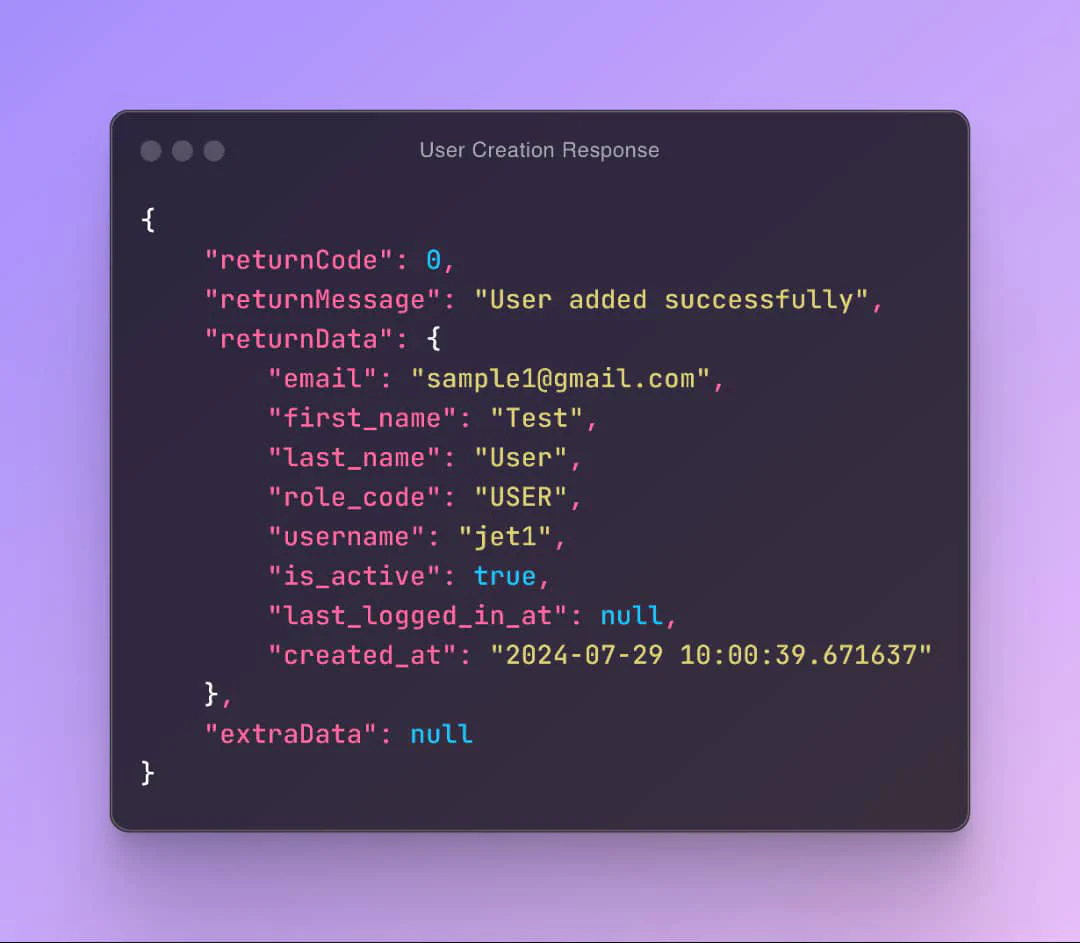 User Creation Response
{
    "returnCode": 0,
    "returnMessage": "User added successfully",
    "returnData": {
        "email": "sample1@gmail.com",
        "first_name": "Test",
        "last_name": "User",
        "role_code": "USER",
        "username": "jet1",
        "is_active": true,
        "last_logged_in_at": null,
        "created_at": "2024-07-29 10:00:39.671637"
    },
    "extraData": null
}